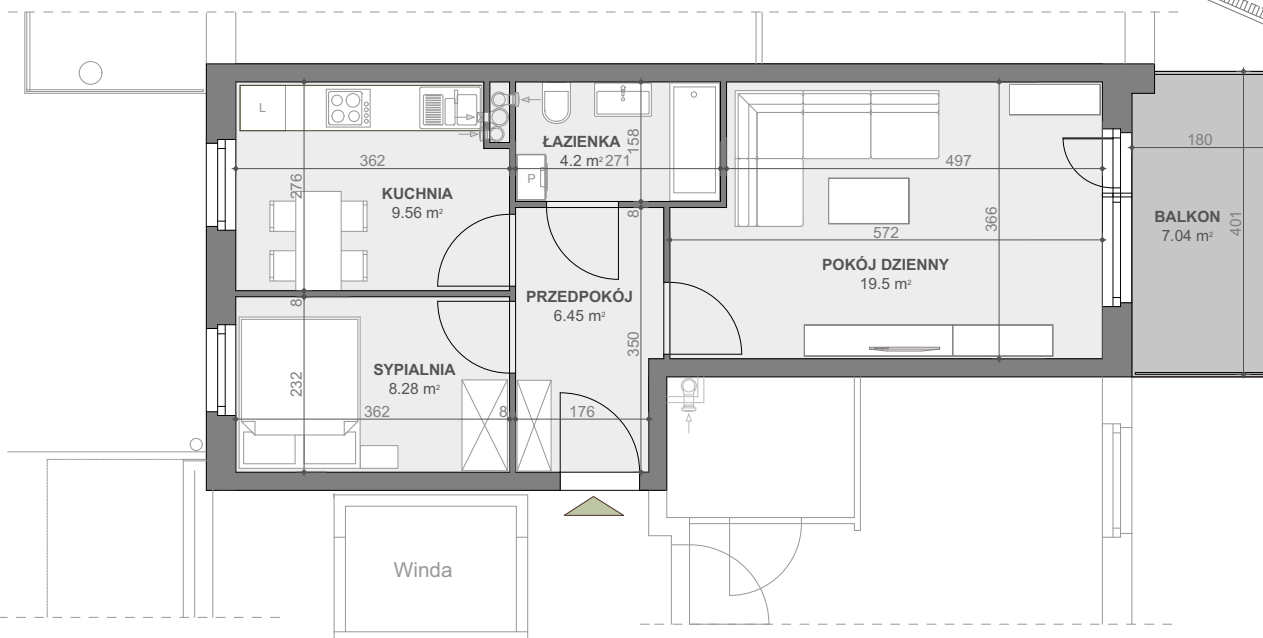 L
362
276
KUCHNIA
9.56 m²
ŁAZIENKA
4.2 m²
158
271
P
8
497
366
572
POKÓJ DZIENNY
19.5 m²
180
BALKON
7.04 m²
401
PRZEDPOKÓJ
6.45 m²
350
8
SYPIALNIA
8.28 m²
232
362
8
176
Winda